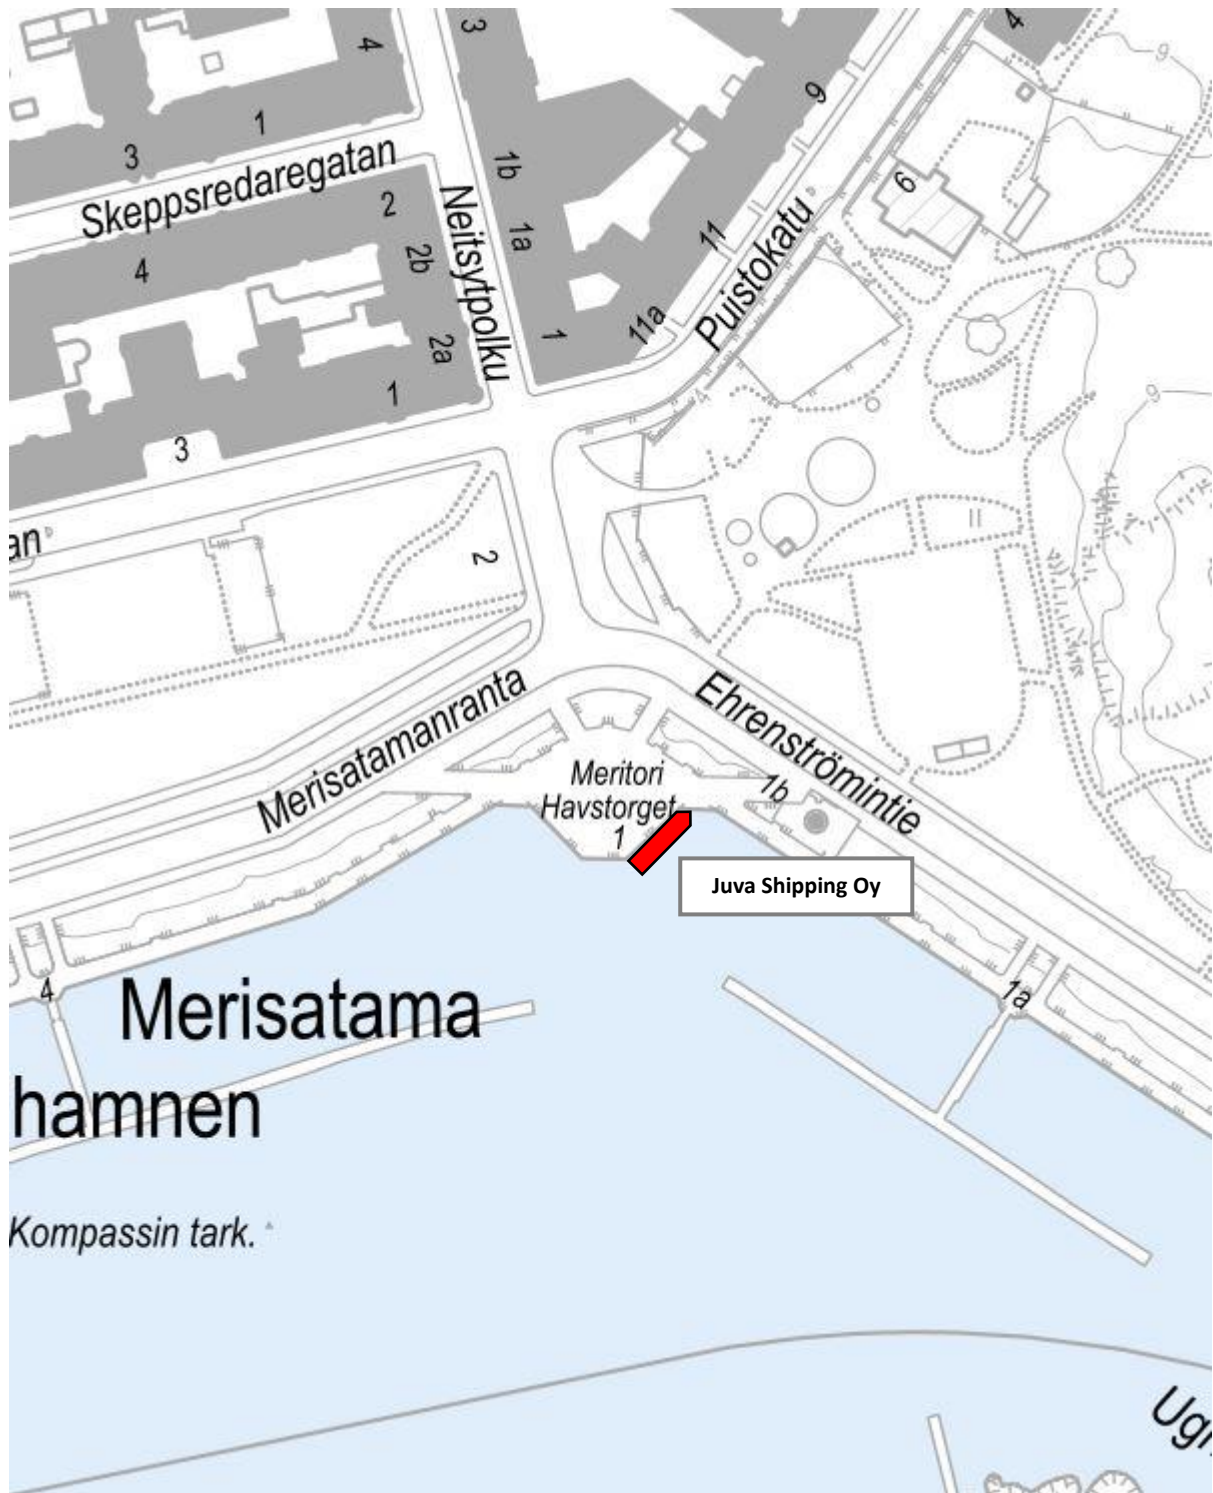 3
4
4
9
9
1
3
Skeppsredaregatan
2
1b
6
Neitsytpolku
1a
11
Puistokatu
4
2b
11a
2a
1
1
9
3
an
2
Merisatamanranta
Ehrenströmintie
Meritori
Havstorget
1
1b
Juva Shipping Oy
4
1a
Merisatama
hamnen
Kompassin tark.